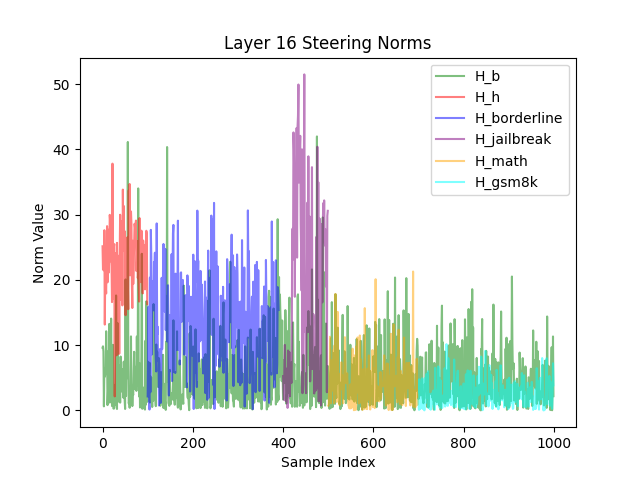 Layer 16 Steering Norms
Norm Value
50
40
30
20
10
0
0
200
400
600
800
1000
Sample Index
H_b
H_h
H_borderline
H_jailbreak
H_math
H_gsm8k